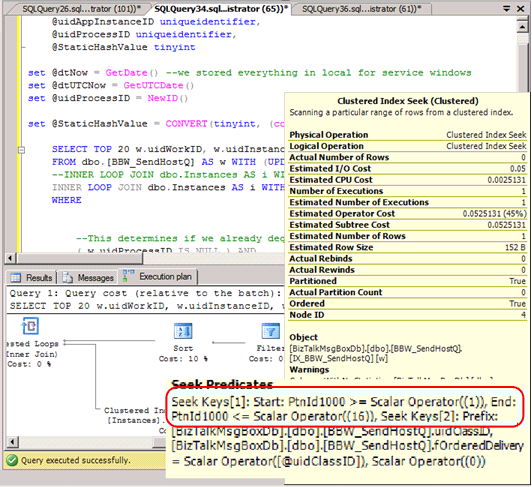 SQLQuery26.sql...trator (101))*
SQLQuery34.sql...istrator (65))*
SQLQuery36.sql...istrator (61))*
@uidAppInstanceID uniqueidentifier,
@uidProcessID uniqueidentifier,
@StaticHashValue tinyint
set @dtNow = GetDate() --we stored everything in local for service windows
set @dtUTCNow = GetUTCDate()
set @uidProcessID = NewID()
set @StaticHashValue = CONVERT(tinyint, (co
SELECT TOP 20 w.uidWorkID, w.uidInstanc
FROM dbo.[BBW_SendHostQ] AS w WITH (UPD
--INNER LOOP JOIN dbo.Instances AS i WI
INNER LOOP JOIN dbo.Instances AS i WITH
WHERE
--This determines if we already deq
( w.uidProcessID IS NULL ) AND
Results
Messages
Execution plan
Query 1: Query cost (relative to the batch):
SELECT TOP 20 w.uidWorkID, w.uidInstanceID, w
ested Loops
Inner Join)
Cost: 0 %
Sort
Cost: 10 %
Filter
Cost: 0
Clustered In
[Instances].
Cost:
Query executed successfully.
Clustered Index Seek (Clustered)
Scanning a particular range of rows from a clustered index.
Physical Operation Clustered Index Seek
Logical Operation Clustered Index Seek
Actual Number of Rows 0
Estimated I/O Cost 0.05
Estimated CPU Cost 0.0025131
Number of Executions 1
Estimated Number of Executions 1
Estimated Operator Cost 0.0525131 (45%)
Estimated Subtree Cost 0.0525131
Estimated Number of Rows 1
Estimated Row Size 152 B
Actual Rebinds 0
Actual Rewinds 0
Partitioned True
Actual Partition Count 0
Ordered True
Node ID 4
Object
[BizTalkMsgBoxDb].[dbo].[BBW_SendHostQ].
[IX_BBW_SendHostQ] [w]
Warnings
Seek Predicates
Seek Keys[1]: Start: PtnId1000 >= Scalar Operator((1)), End:
PtnId1000 <= Scalar Operator((16)), Seek Keys[2]: Prefix:
[BizTalkMsgBoxDb].[dbo].[BBW_SendHostQ].uidClassID,
[BizTalkMsgBoxDb].[dbo].[BBW_SendHostQ].fOrderedDelivery
= Scalar Operator([@uidClassID]), Scalar Operator((0))